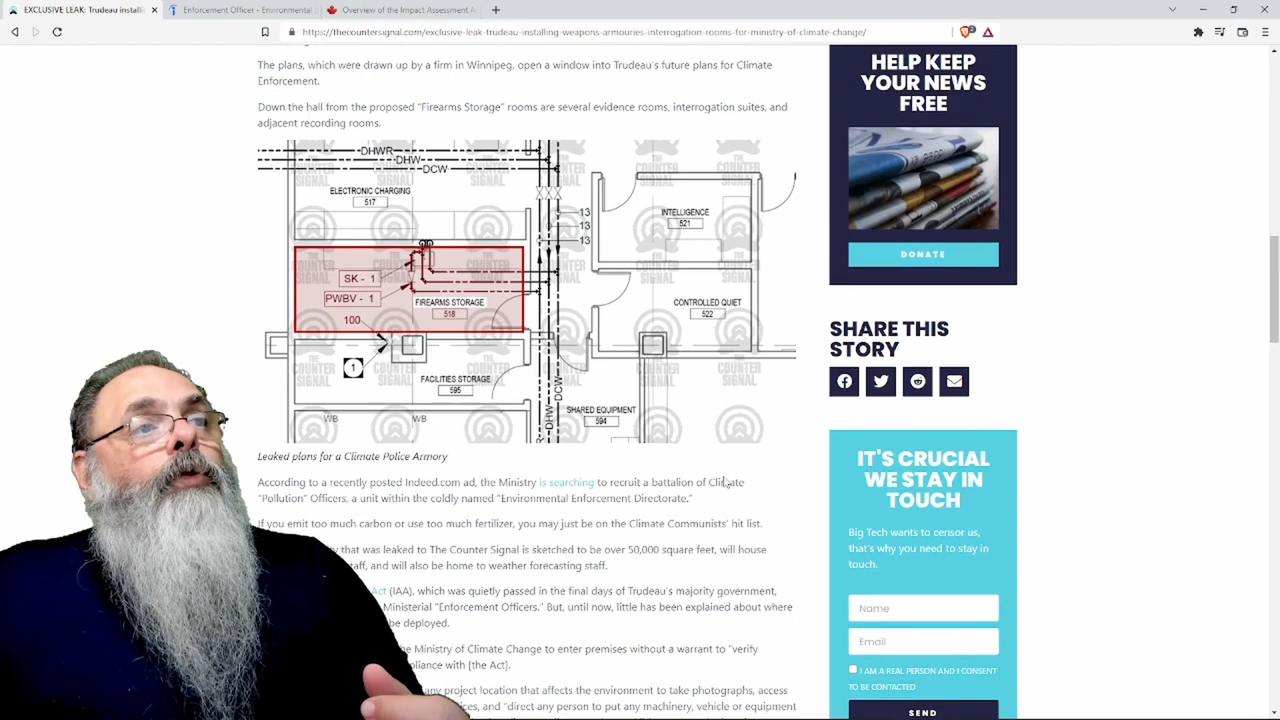 EXCLUSIVE LEAK: Trudeau install
Enforcement Officer – Environmental
Overview of the Impact Assessment A
https://thecountersignal.com/exclusive-leak-trudeau-installing-weapons-armouries-interrogation-rooms-for-ministry-of-climate-change/
The plans, which were drawn up by a firm in Winnipeg, open a window into Trudeau's future plans for Climate
Enforcement.
Down the hall from the proposed "Firearms Storage" rooms are several evidence rooms, interrogation suites, and
adjacent recording rooms.
DHWR
DHW
DCW
ELECTRONIC CHARGING
517
13
13
13
INTELLIGENCE
521
SK - 1
PWBV - 1
FIREARMS STORAGE
518
100
CONTROLLED QUIET
522
1
FACILITIES STORAGE
595
WB
WB
DHW
DCW
SHARED EQUIPMENT
594
THE COUNTER SIGNAL
Leaked plans for a Climate Police Armory
According to a recently posted Indeed.com ad, the Ministry is searching to recruit a battalion of Climate
"Pollution" Officers, a unit within the coldly named "Environmental Enforcement Directorate."
If you emit too much carbon or use too much fertilizer, you may just be on the Climate Communists' hit list.
y that was leaked to The Counter Signal is sketched to be over 50,000 square feet, will house
taff, and will also be home to weather forecasting staff.
Act (IAA), which was quietly passed in the final days of Trudeau's majority government,
Ministerial "Enforcement Officers." But, until now, little has been explained about where
be deployed.
the Ministry of Climate Change to enter premises without a warrant to "verify
pliance with [the Act].
any project location that affects the environment to take photographs, access
ices, and "direct any person to put any machinery, vehicle or equipment
HELP KEEP
YOUR NEWS
FREE
DONATE
SHARE THIS
STORY
IT'S CRUCIAL
WE STAY IN
TOUCH
Big Tech wants to censor us,
that's why you need to stay in
touch.
Name
Email
I AM A REAL PERSON AND I CONSENT
TO BE CONTACTED
SEND